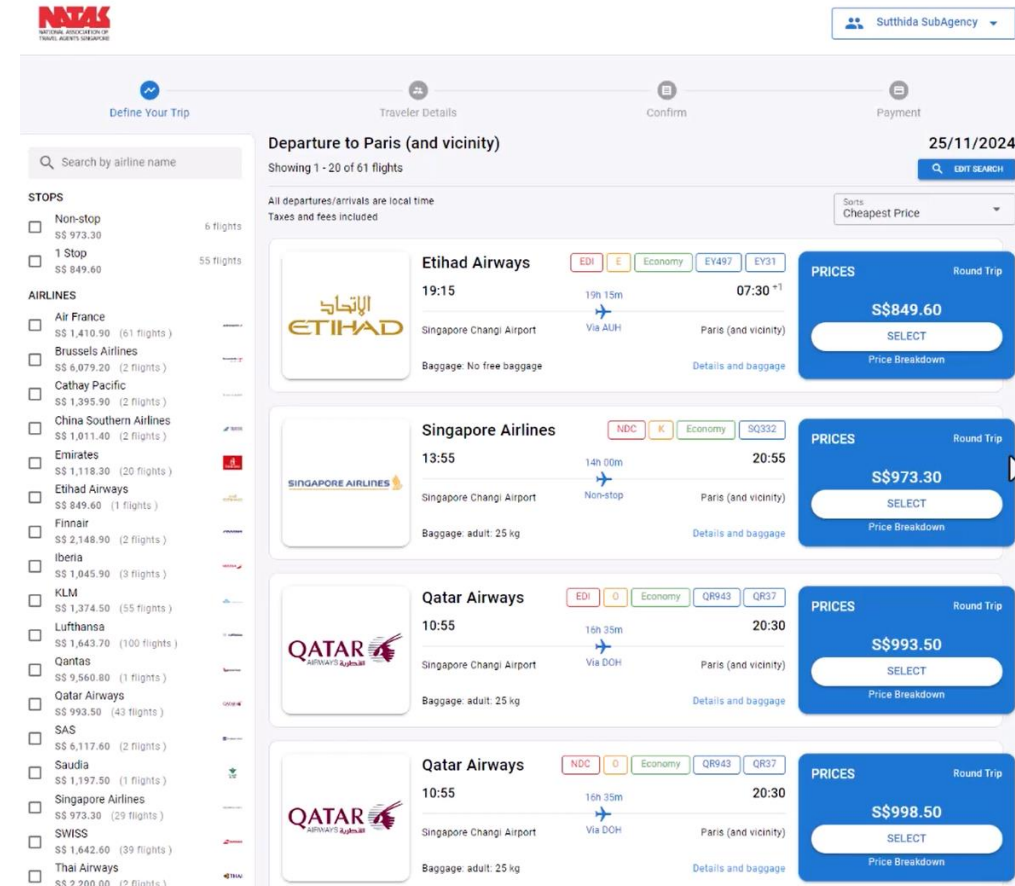 NATAS
NATIONAL ASSOCIATION OF
TRAVEL AGENTS SINGAPORE
Sutthida SubAgency
Define Your Trip
Traveler Details
Confirm
Payment
Search by airline name
STOPS
Non-stop
S$ 973.30
6 flights
1 Stop
S$ 849.60
55 flights
AIRLINES
Air France
S$ 1,410.90 (61 flights )
Brussels Airlines
S$ 6,079.20 (2 flights )
Cathay Pacific
S$ 1,395.90 (2 flights )
China Southern Airlines
S$ 1,011.40 (2 flights )
Emirates
S$ 1,118.30 (20 flights )
Etihad Airways
S$ 849.60 (1 flights )
Finnair
S$ 2,148.90 (2 flights )
Iberia
S$ 1,045.90 (3 flights )
KLM
S$ 1,374.50 (55 flights )
Lufthansa
S$ 1,643.70 (100 flights )
Qantas
S$ 9,560.80 (1 flights )
Qatar Airways
S$ 993.50 (43 flights )
SAS
S$ 6,117.60 (2 flights )
Saudia
S$ 1,197.50 (1 flights )
Singapore Airlines
S$ 973.30 (29 flights )
SWISS
S$ 1,642.60 (39 flights )
Thai Airways
S$ 2,200.00 (2 flights )
Departure to Paris (and vicinity)
25/11/2024
Showing 1 - 20 of 61 flights
EDIT SEARCH
All departures/arrivals are local time
Taxes and fees included
Sorts
Cheapest Price
الإتحاد
ETIHAD
Etihad Airways
EDI E Economy EY497 EY31
19:15
19h 15m
07:30 +1
Singapore Changi Airport
Via AUH
Paris (and vicinity)
Baggage: No free baggage
Details and baggage
PRICES
Round Trip
S$849.60
SELECT
Price Breakdown
SINGAPORE AIRLINES
Singapore Airlines
NDC K Economy SQ332
13:55
14h 00m
20:55
Singapore Changi Airport
Non-stop
Paris (and vicinity)
Baggage: adult: 25 kg
Details and baggage
PRICES
Round Trip
S$973.30
SELECT
Price Breakdown
QATAR
AIRWAYS القطرية
Qatar Airways
EDI O Economy QR943 QR37
10:55
16h 35m
20:30
Singapore Changi Airport
Via DOH
Paris (and vicinity)
Baggage: adult: 25 kg
Details and baggage
PRICES
Round Trip
S$993.50
SELECT
Price Breakdown
QATAR
AIRWAYS القطرية
Qatar Airways
NDC O Economy QR943 QR37
10:55
16h 35m
20:30
Singapore Changi Airport
Via DOH
Paris (and vicinity)
Baggage: adult: 25 kg
Details and baggage
PRICES
Round Trip
S$998.50
SELECT
Price Breakdown